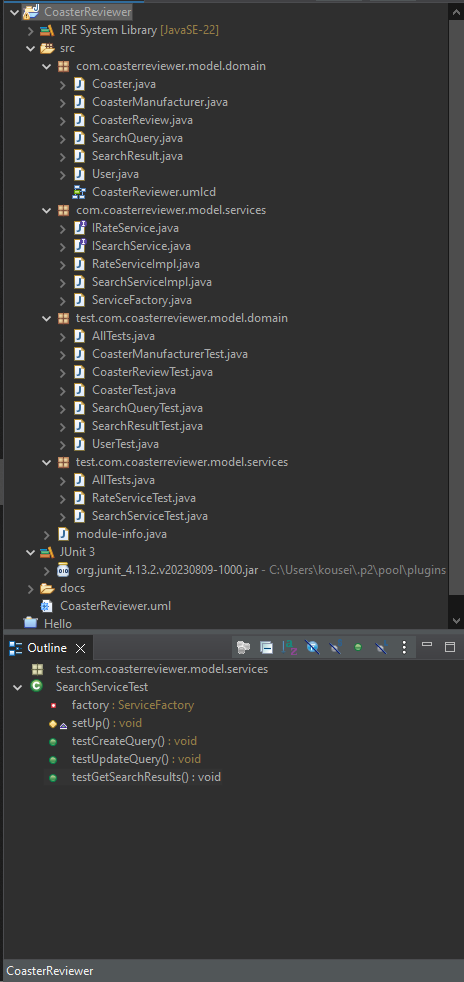 CoasterReviewer
JRE System Library [JavaSE-22]
src
com.coasterreviewer.model.domain
Coaster.java
CoasterManufacturer.java
CoasterReview.java
SearchQuery.java
SearchResult.java
User.java
CoasterReviewer.umlcd
com.coasterreviewer.model.services
IRateService.java
ISearchService.java
RateServiceImpl.java
SearchServiceImpl.java
ServiceFactory.java
test.com.coasterreviewer.model.domain
AllTests.java
CoasterManufacturerTest.java
CoasterReviewTest.java
CoasterTest.java
SearchQueryTest.java
SearchResultTest.java
UserTest.java
test.com.coasterreviewer.model.services
AllTests.java
RateServiceTest.java
SearchServiceTest.java
module-info.java
JUnit 3
org.junit_4.13.2.v20230809-1000.jar - C:\Users\kousei\.p2\pool\plugins
docs
CoasterReviewer.uml
Hello
Outline
test.com.coasterreviewer.model.services
SearchServiceTest
factory : ServiceFactory
setUp() : void
testCreateQuery() : void
testUpdateQuery() : void
testGetSearchResults() : void
CoasterReviewer